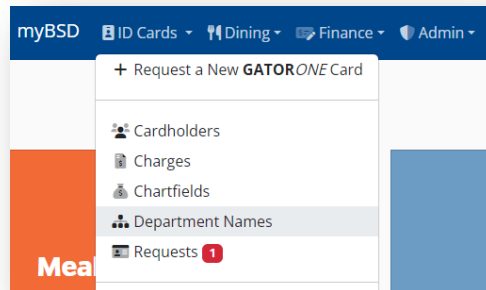 myBSD ID Cards Dining Finance Admin
+ Request a New GATORONE Card
Cardholders
Charges
Chartfields
Department Names
Requests 1
Meal